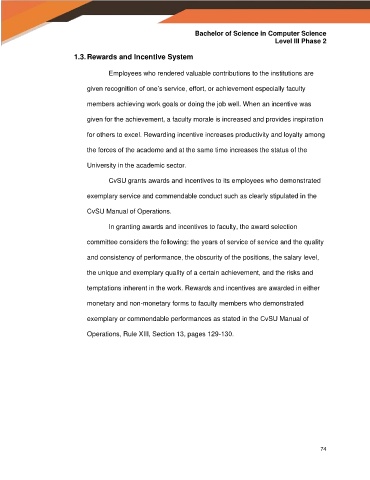 Bachelor of Science in Computer Science
Level III Phase 2
1.3. Rewards and Incentive System
Employees who rendered valuable contributions to the institutions are
given recognition of one's service, effort, or achievement especially faculty
members achieving work goals or doing the job well. When an incentive was
given for the achievement, a faculty morale is increased and provides inspiration
for others to excel. Rewarding incentive increases productivity and loyalty among
the forces of the academe and at the same time increases the status of the
University in the academic sector.
CvSU grants awards and incentives to its employees who demonstrated
exemplary service and commendable conduct such as clearly stipulated in the
CvSU Manual of Operations.
In granting awards and incentives to faculty, the award selection
committee considers the following: the years of service of service and the quality
and consistency of performance, the obscurity of the positions, the salary level,
the unique and exemplary quality of a certain achievement, and the risks and
temptations inherent in the work. Rewards and incentives are awarded in either
monetary and non-monetary forms to faculty members who demonstrated
exemplary or commendable performances as stated in the CvSU Manual of
Operations, Rule XIII, Section 13, pages 129-130.
74